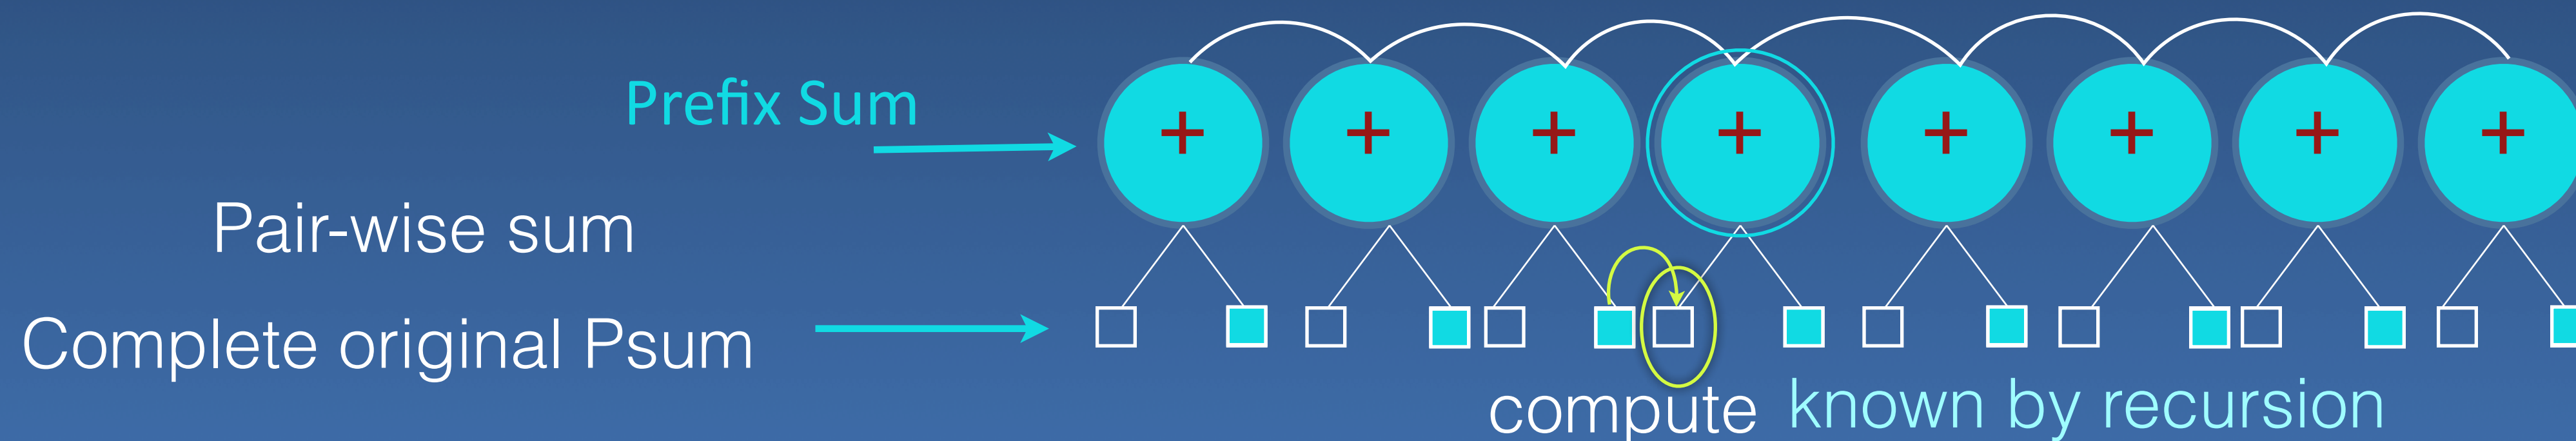 Prefix Sum
+ + + + + + + +
Pair-wise sum
Complete original Psum
compute known by recursion